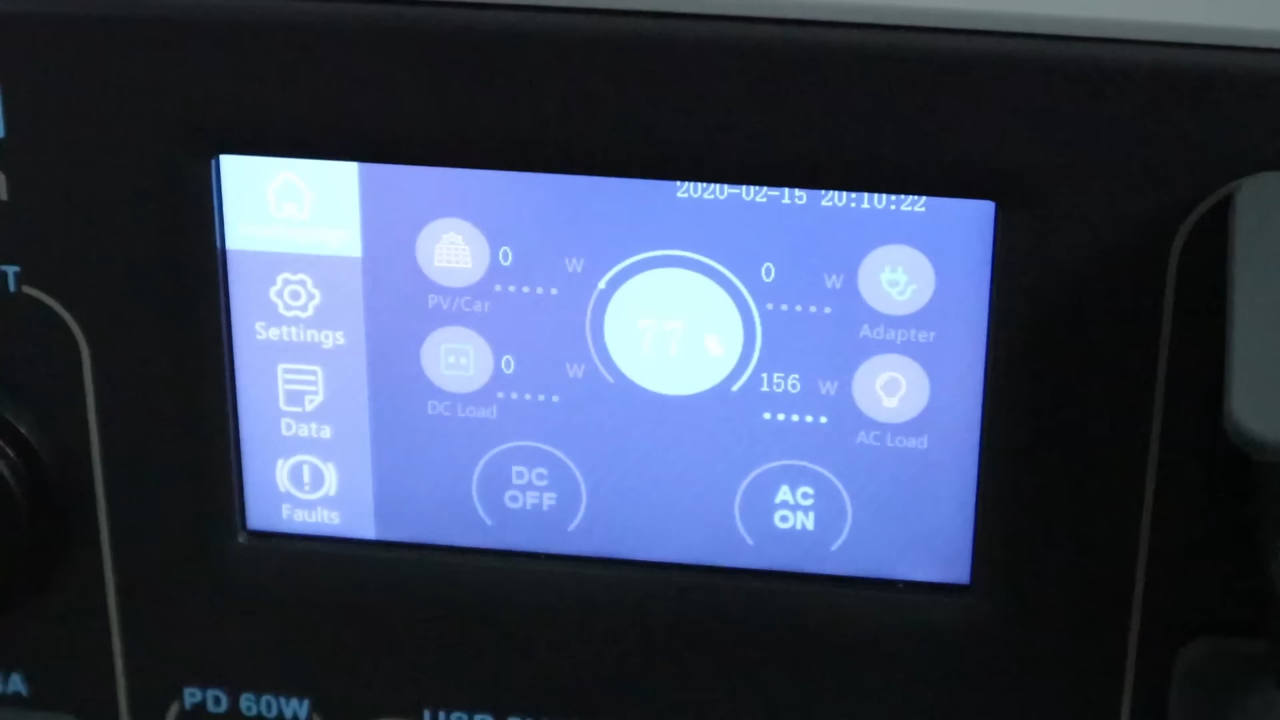 2020-02-15 20:10:22
0 W
PV/Car
0 W
DC Load
77 %
0 W
Adapter
156 W
AC Load
DC
OFF
AC
ON
Settings
Data
Faults
T
PD 60W